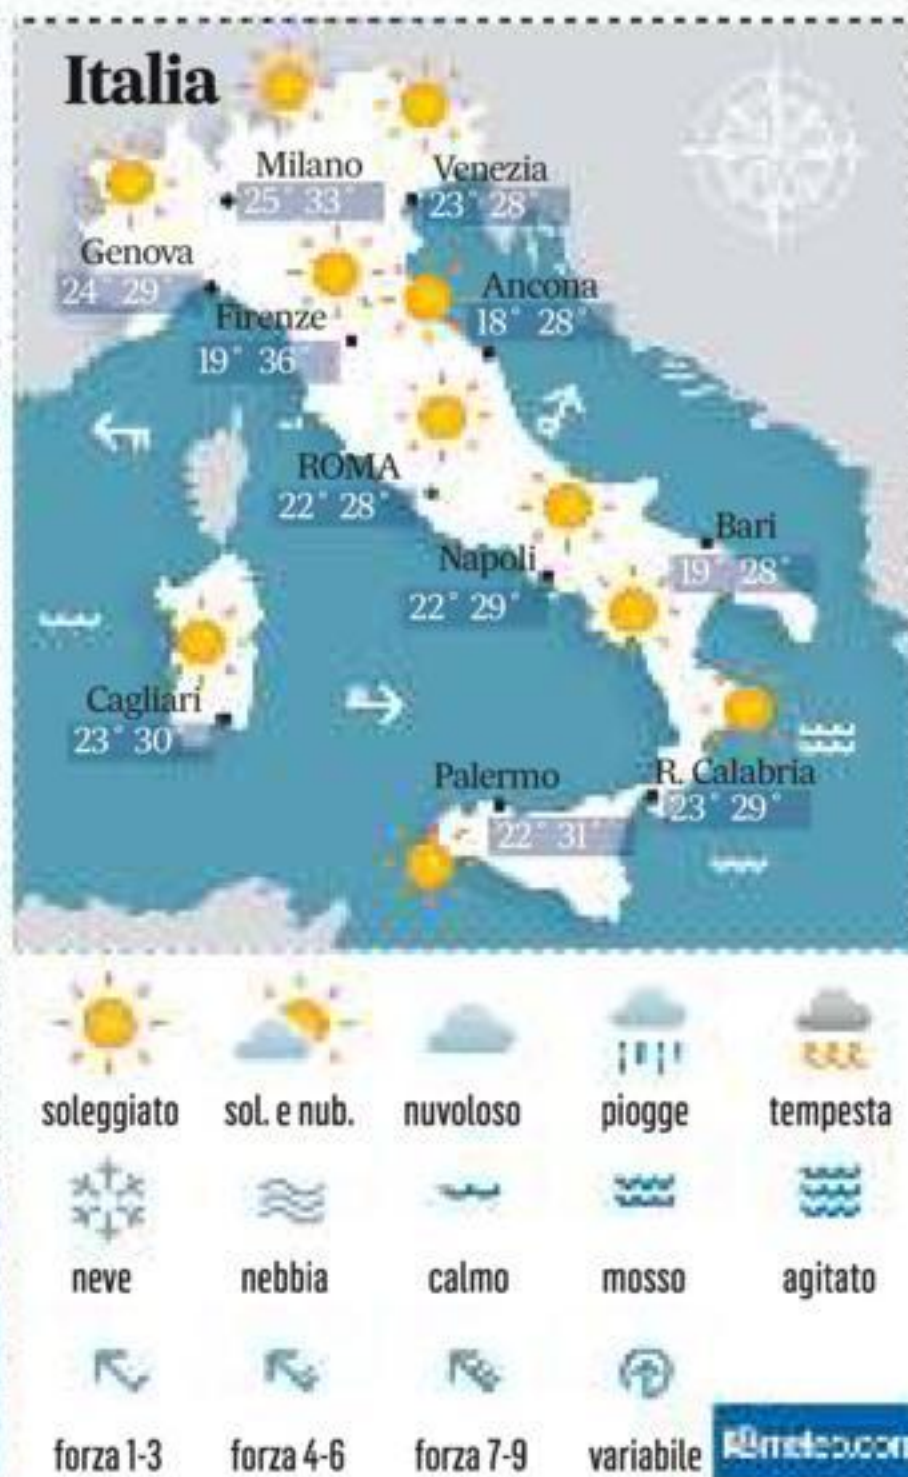 Italia
Milano
25° 33°
Venezia
23° 28°
Genova
24° 29°
Ancona
18° 28°
Firenze
19° 36°
ROMA
22° 28°
Bari
19° 28°
Napoli
22° 29°
Cagliari
23° 30
Palermo
22° 31°
R. Calabria
23° 29°
soleggiato sol. e nub. nuvoloso piogge tempesta
neve nebbia calmo mosso agitato
forza 1-3 forza 4-6 forza 7-9 variabile